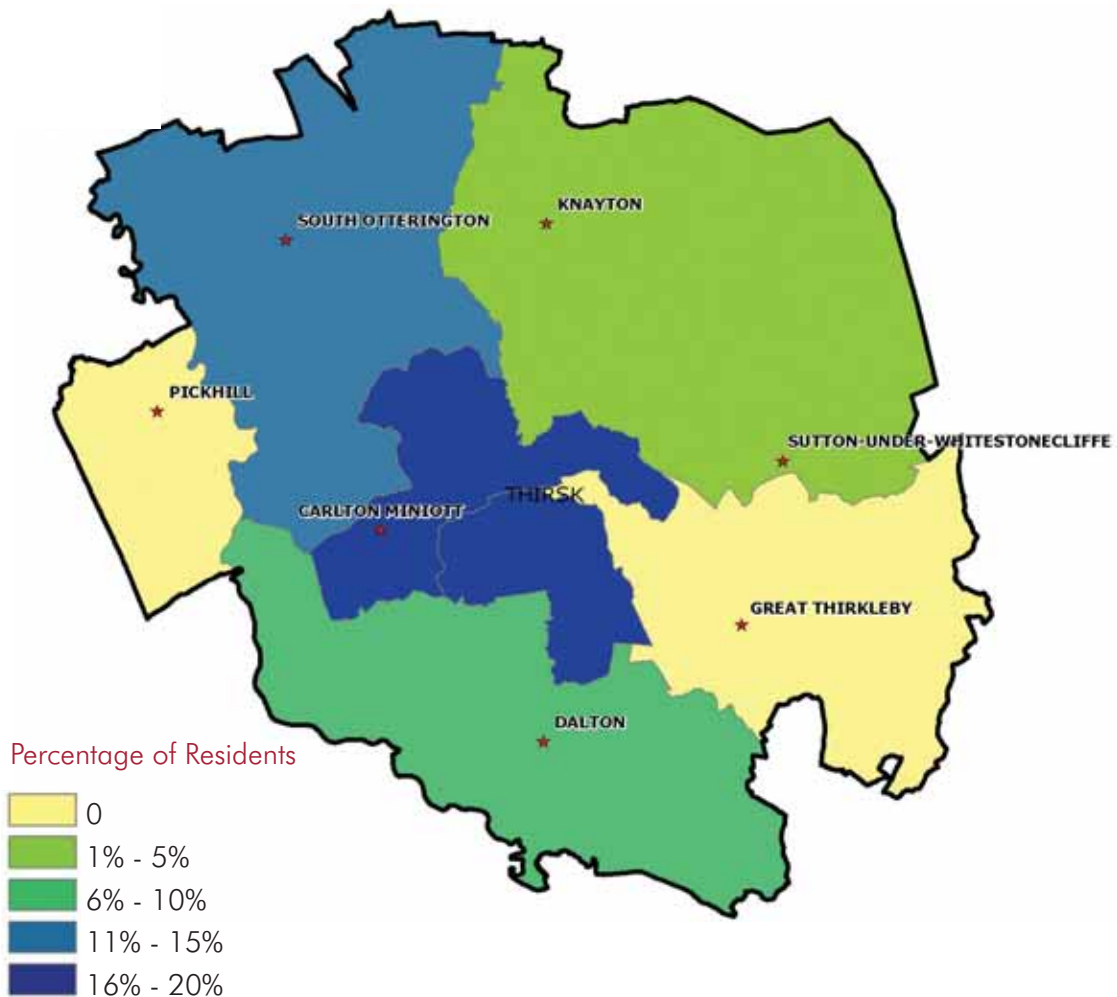 KNAYTON
SOUTH OTTERINGTON
PICKHILL
SUTTON-UNDER-WHITESTONECLIFFE
THIRSK
CARLTON MINIOTT
GREAT THIRKLEBY
DALTON
Percentage of Residents
0
1% - 5%
6% - 10%
11% - 15%
16% - 20%